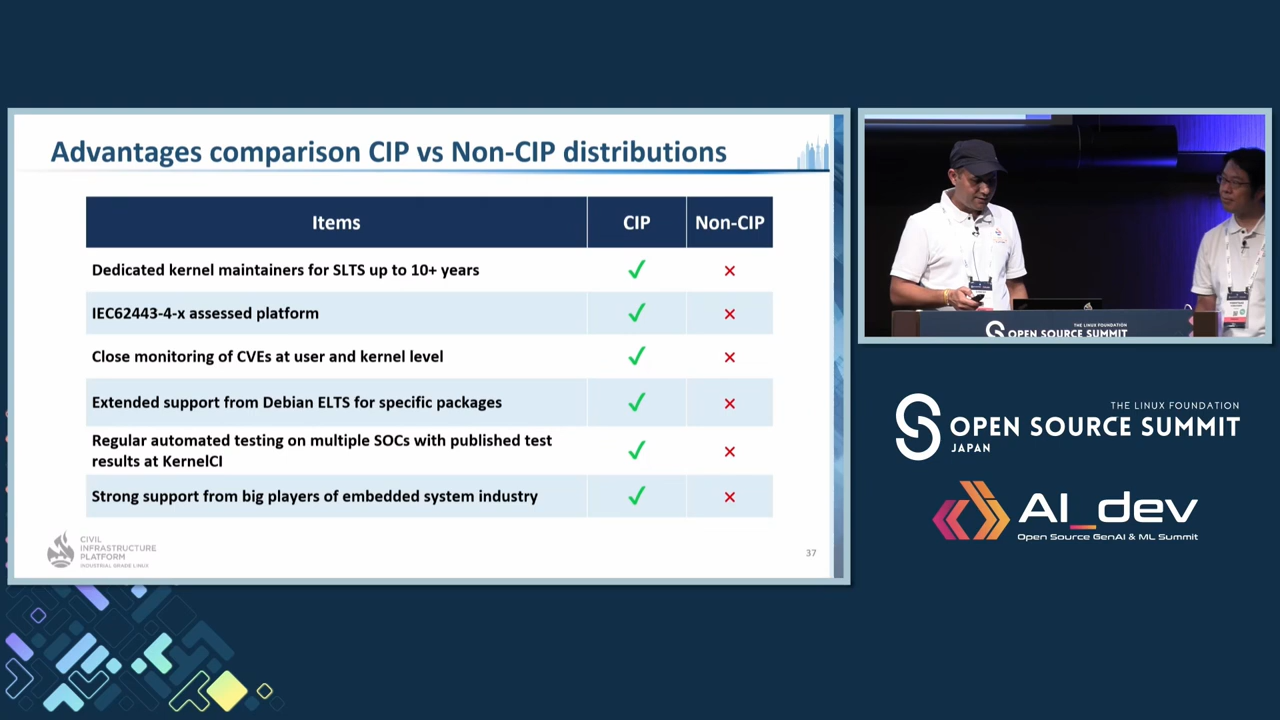 Advantages comparison CIP vs Non-CIP distributions
Items
CIP
Non-CIP
Dedicated kernel maintainers for SLTS up to 10+ years
✓
×
IEC62443-4-x assessed platform
✓
×
Close monitoring of CVEs at user and kernel level
✓
×
Extended support from Debian ELTS for specific packages
✓
×
Regular automated testing on multiple SOCs with published test
results at KernelCI
✓
×
Strong support from big players of embedded system industry
✓
×
CIVIL
INFRASTRUCTURE
PLATFORM
INDUSTRIAL GRADE LINUX
37
THE LINUX FOUNDATION
OPEN SOURCE SUMMIT
THE LINUX FOUNDATION
OPEN SOURCE SUMMIT
JAPAN
AI_dev
Open Source GenAI & ML Summit